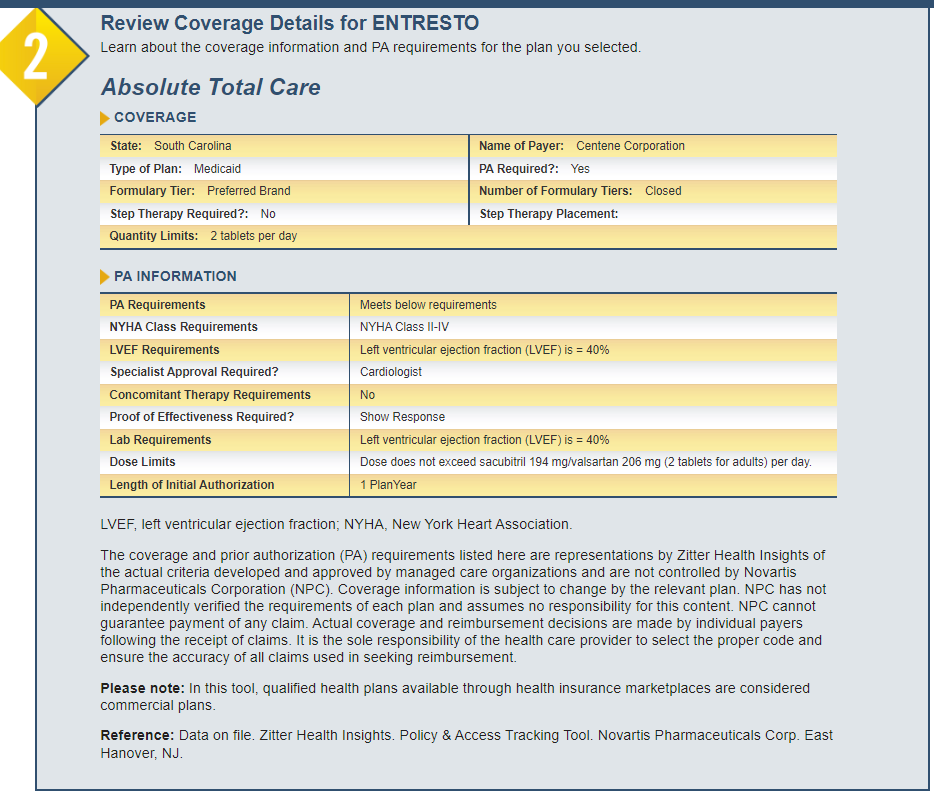 2
Review Coverage Details for ENTRESTO
Learn about the coverage information and PA requirements for the plan you selected.
Absolute Total Care
COVERAGE
State: South Carolina Name of Payer: Centene Corporation
Type of Plan: Medicaid PA Required?: Yes
Formulary Tier: Preferred Brand Number of Formulary Tiers: Closed
Step Therapy Required?: No Step Therapy Placement:
Quantity Limits: 2 tablets per day
PA INFORMATION
PA Requirements Meets below requirements
NYHA Class Requirements NYHA Class II-IV
LVEF Requirements Left ventricular ejection fraction (LVEF) is = 40%
Specialist Approval Required? Cardiologist
Concomitant Therapy Requirements No
Proof of Effectiveness Required? Show Response
Lab Requirements Left ventricular ejection fraction (LVEF) is = 40%
Dose Limits Dose does not exceed sacubitril 194 mg/valsartan 206 mg (2 tablets for adults) per day.
Length of Initial Authorization 1 PlanYear
LVEF, left ventricular ejection fraction; NYHA, New York Heart Association.
The coverage and prior authorization (PA) requirements listed here are representations by Zitter Health Insights of
the actual criteria developed and approved by managed care organizations and are not controlled by Novartis
Pharmaceuticals Corporation (NPC). Coverage information is subject to change by the relevant plan. NPC has not
independently verified the requirements of each plan and assumes no responsibility for this content. NPC cannot
guarantee payment of any claim. Actual coverage and reimbursement decisions are made by individual payers
following the receipt of claims. It is the sole responsibility of the health care provider to select the proper code and
ensure the accuracy of all claims used in seeking reimbursement.
Please note: In this tool, qualified health plans available through health insurance marketplaces are considered
commercial plans.
Reference: Data on file. Zitter Health Insights. Policy & Access Tracking Tool. Novartis Pharmaceuticals Corp. East
Hanover, NJ.